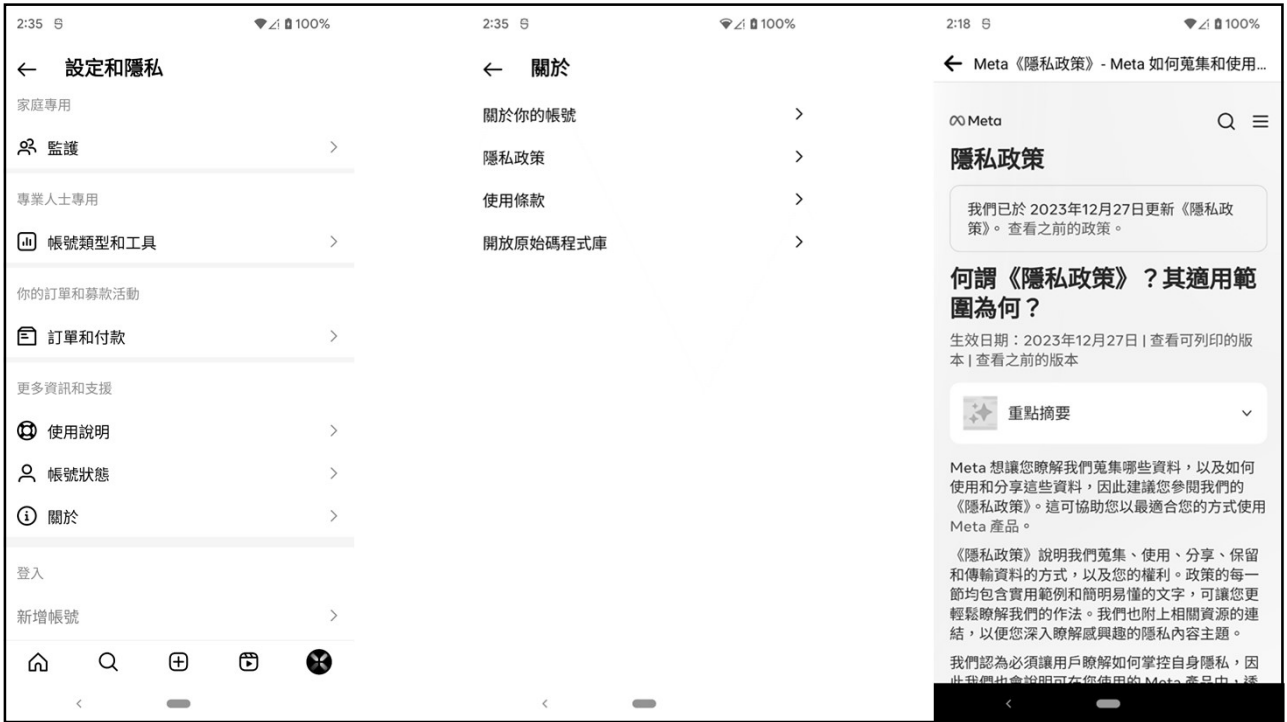 2:35 100%
設定和隱私
家庭專用
監護
專業人士專用
帳號類型和工具
你的訂單和募款活動
訂單和付款
更多資訊和支援
使用說明
帳號狀態
關於
登入
新增帳號
2:35 100%
關於
關於你的帳號
隱私政策
使用條款
開放原始碼程式庫
2:18 100%
Meta《隱私政策》- Meta 如何蒐集和使用...
Meta
隱私政策
我們已於 2023年12月27日更新《隱私政
策》。查看之前的政策。
何謂《隱私政策》?其適用範
圍為何?
生效日期:2023年12月27日 | 查看可列印的版
本 | 查看之前的版本
重點摘要
Meta 想讓您瞭解我們蒐集哪些資料,以及如何
使用和分享這些資料,因此建議您參閱我們的
《隱私政策》。這可協助您以最適合您的方式使用
Meta 產品。
《隱私政策》說明我們蒐集、使用、分享、保留
和傳輸資料的方式,以及您的權利。政策的每一
節均包含實用範例和簡明易懂的文字,可讓您更
輕鬆瞭解我們的作法。我們也附上相關資源的連
結,以便您深入瞭解感興趣的隱私內容主題。
我們認為必須讓用戶瞭解如何掌控自身隱私,因
此我們也會說明可在您使用的 Meta 產品中,透